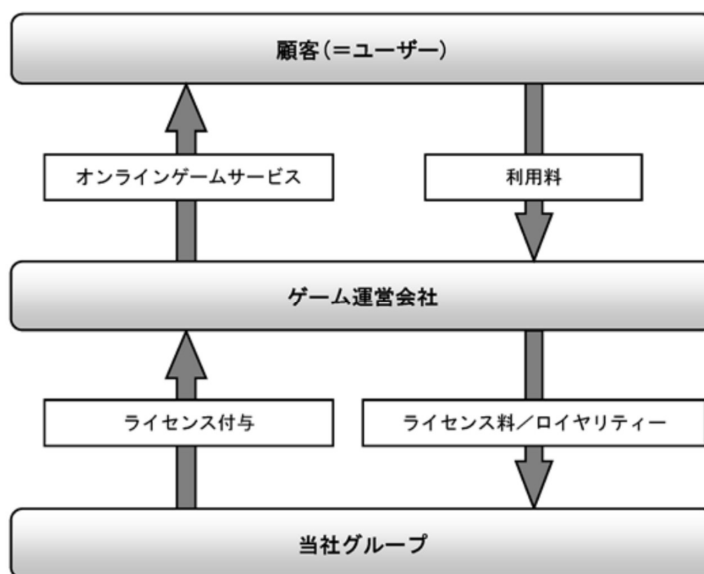 顧客(=ユーザー)
オンラインゲームサービス
利用料
ゲーム運営会社
ライセンス付与
ライセンス料／ロイヤリティー
当社グループ